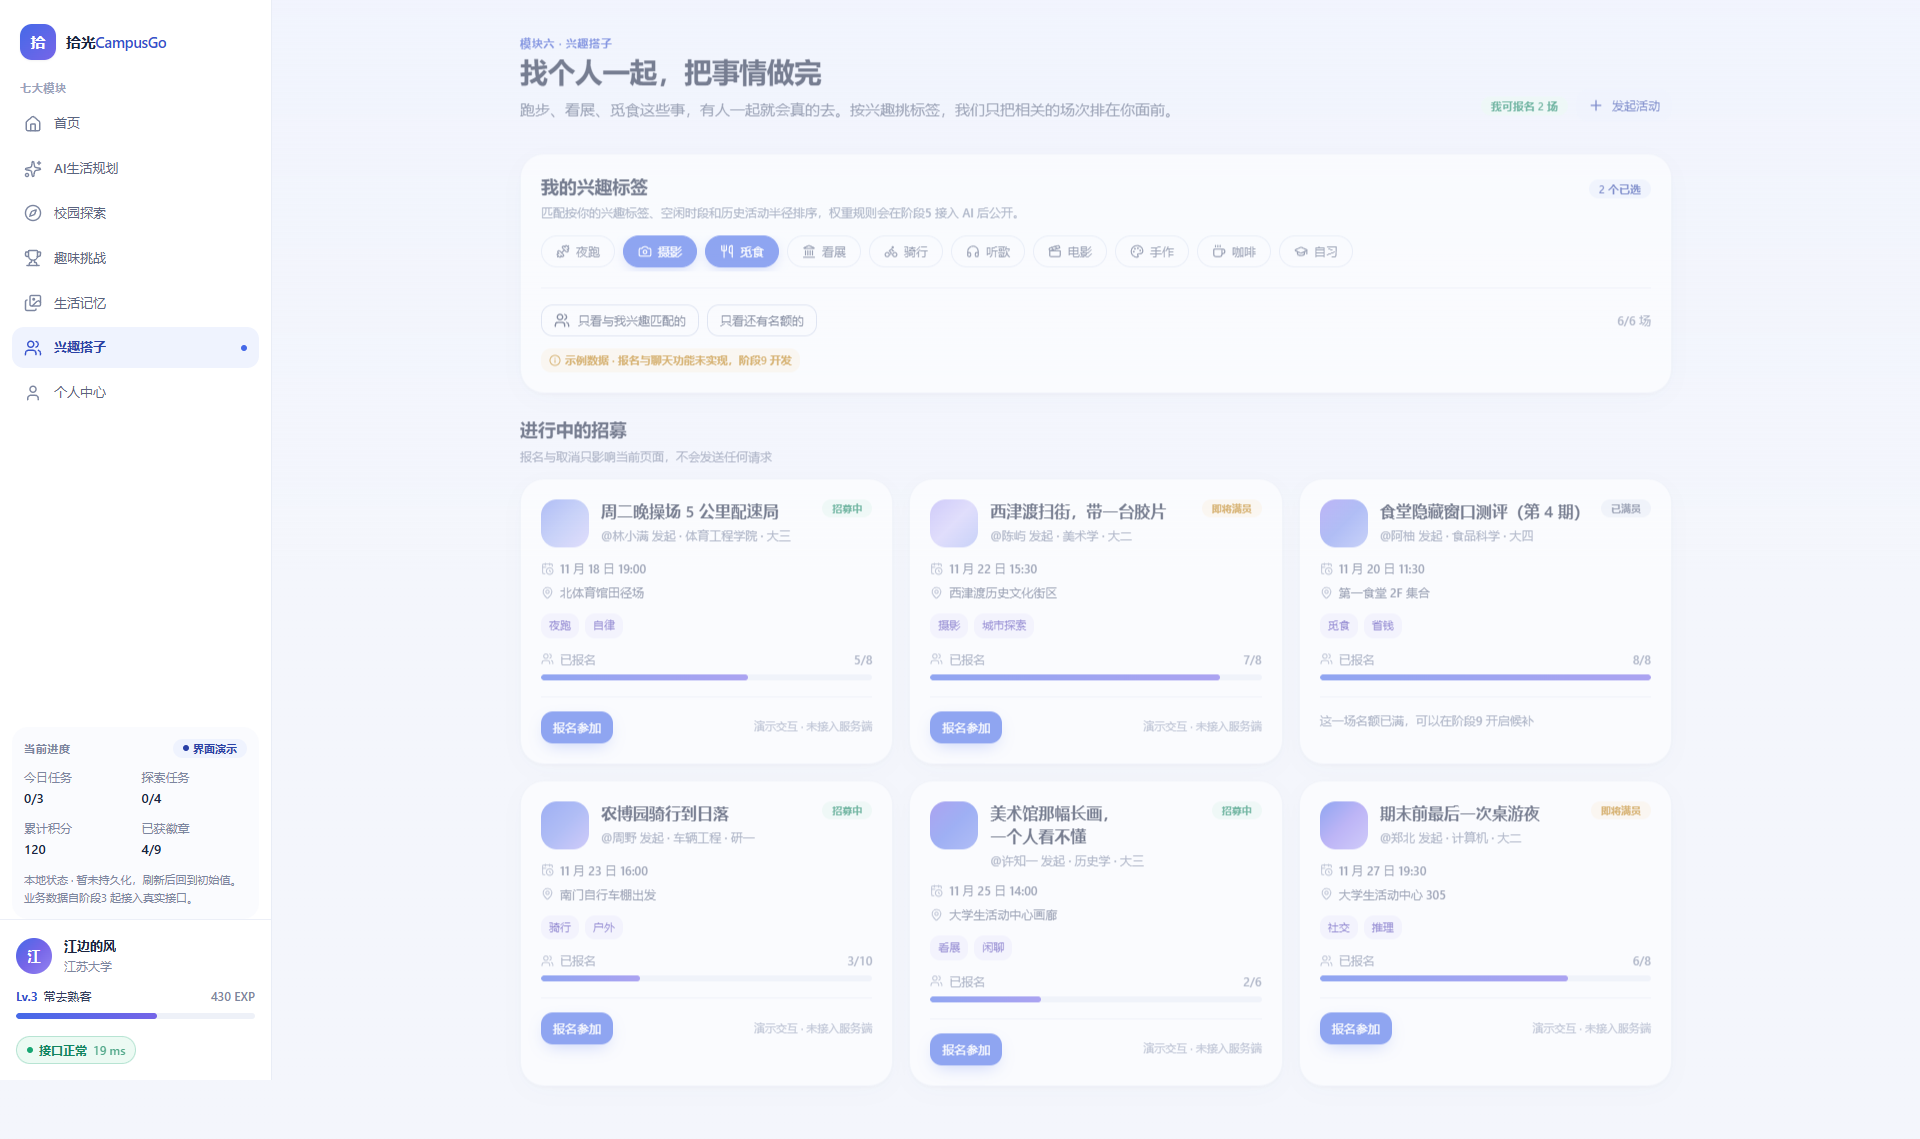 拾 拾光CampusGo
七大模块
首页
AI生活规划
校园探索
趣味挑战
生活记忆
兴趣搭子
个人中心
当前进度 界面演示
今日任务 探索任务
0/3 0/4
累计积分 已获徽章
120 4/9
本地状态 · 暂未持久化，刷新后回到初始值。
业务数据自阶段3 起接入真实接口。
江 江边的风
江苏大学
Lv.3 常去熟客 430 EXP
接口正常 19 ms
模块六 · 兴趣搭子
找个人一起，把事情做完
跑步、看展、觅食这些事，有人一起就会真的去。按兴趣挑标签，我们只把相关的场次排在你面前。
我可报名 2 场 发起活动
我的兴趣标签 2 个已选
匹配按你的兴趣标签、空闲时段和历史活动半径排序，权重规则会在阶段5 接入 AI 后公开。
夜跑 摄影 觅食 看展 骑行 听歌 电影 手作 咖啡 自习
只看与我兴趣匹配的 只看还有名额的 6/6 场
示例数据 · 报名与聊天功能未实现，阶段9 开发
进行中的招募
报名与取消只影响当前页面，不会发送任何请求
周二晚操场 5 公里配速局 招募中
@林小满 发起 · 体育工程学院 · 大三
11 月 18 日 19:00
北体育馆田径场
夜跑 自律
已报名 5/8
报名参加 演示交互 · 未接入服务端
西津渡扫街，带一台胶片 即将满员
@陈屿 发起 · 美术学 · 大二
11 月 22 日 15:30
西津渡历史文化街区
摄影 城市探索
已报名 7/8
报名参加 演示交互 · 未接入服务端
食堂隐藏窗口测评（第 4 期） 已满员
@阿柚 发起 · 食品科学 · 大四
11 月 20 日 11:30
第一食堂 2F 集合
觅食 省钱
已报名 8/8
这一场名额已满，可以在阶段9 开启候补
农博园骑行到日落 招募中
@周野 发起 · 车辆工程 · 研一
11 月 23 日 16:00
南门自行车棚出发
骑行 户外
已报名 3/10
报名参加 演示交互 · 未接入服务端
美术馆那幅长画， 招募中
一个人看不懂
@许知一 发起 · 历史学 · 大三
11 月 25 日 14:00
大学生活动中心画廊
看展 闲聊
已报名 2/6
报名参加 演示交互 · 未接入服务端
期末前最后一次桌游夜 即将满员
@郑北 发起 · 计算机 · 大二
11 月 27 日 19:30
大学生活动中心 305
社交 推理
已报名 6/8
报名参加 演示交互 · 未接入服务端